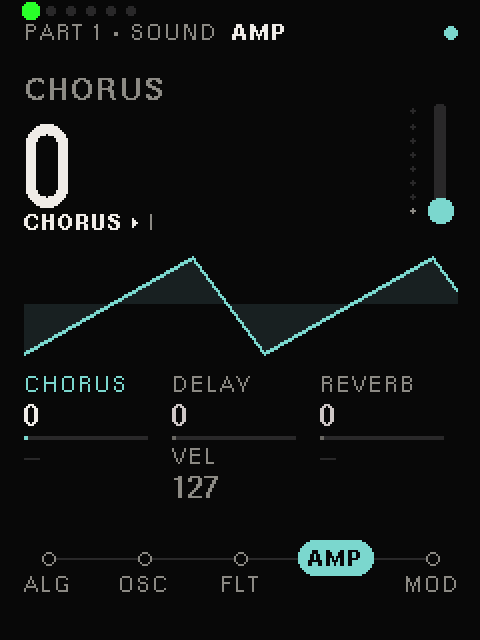 PART 1 · SOUND AMP
CHORUS
0
CHORUS
CHORUS DELAY REVERB
0 0 0
VEL
127
AMP
ALG OSC FLT MOD